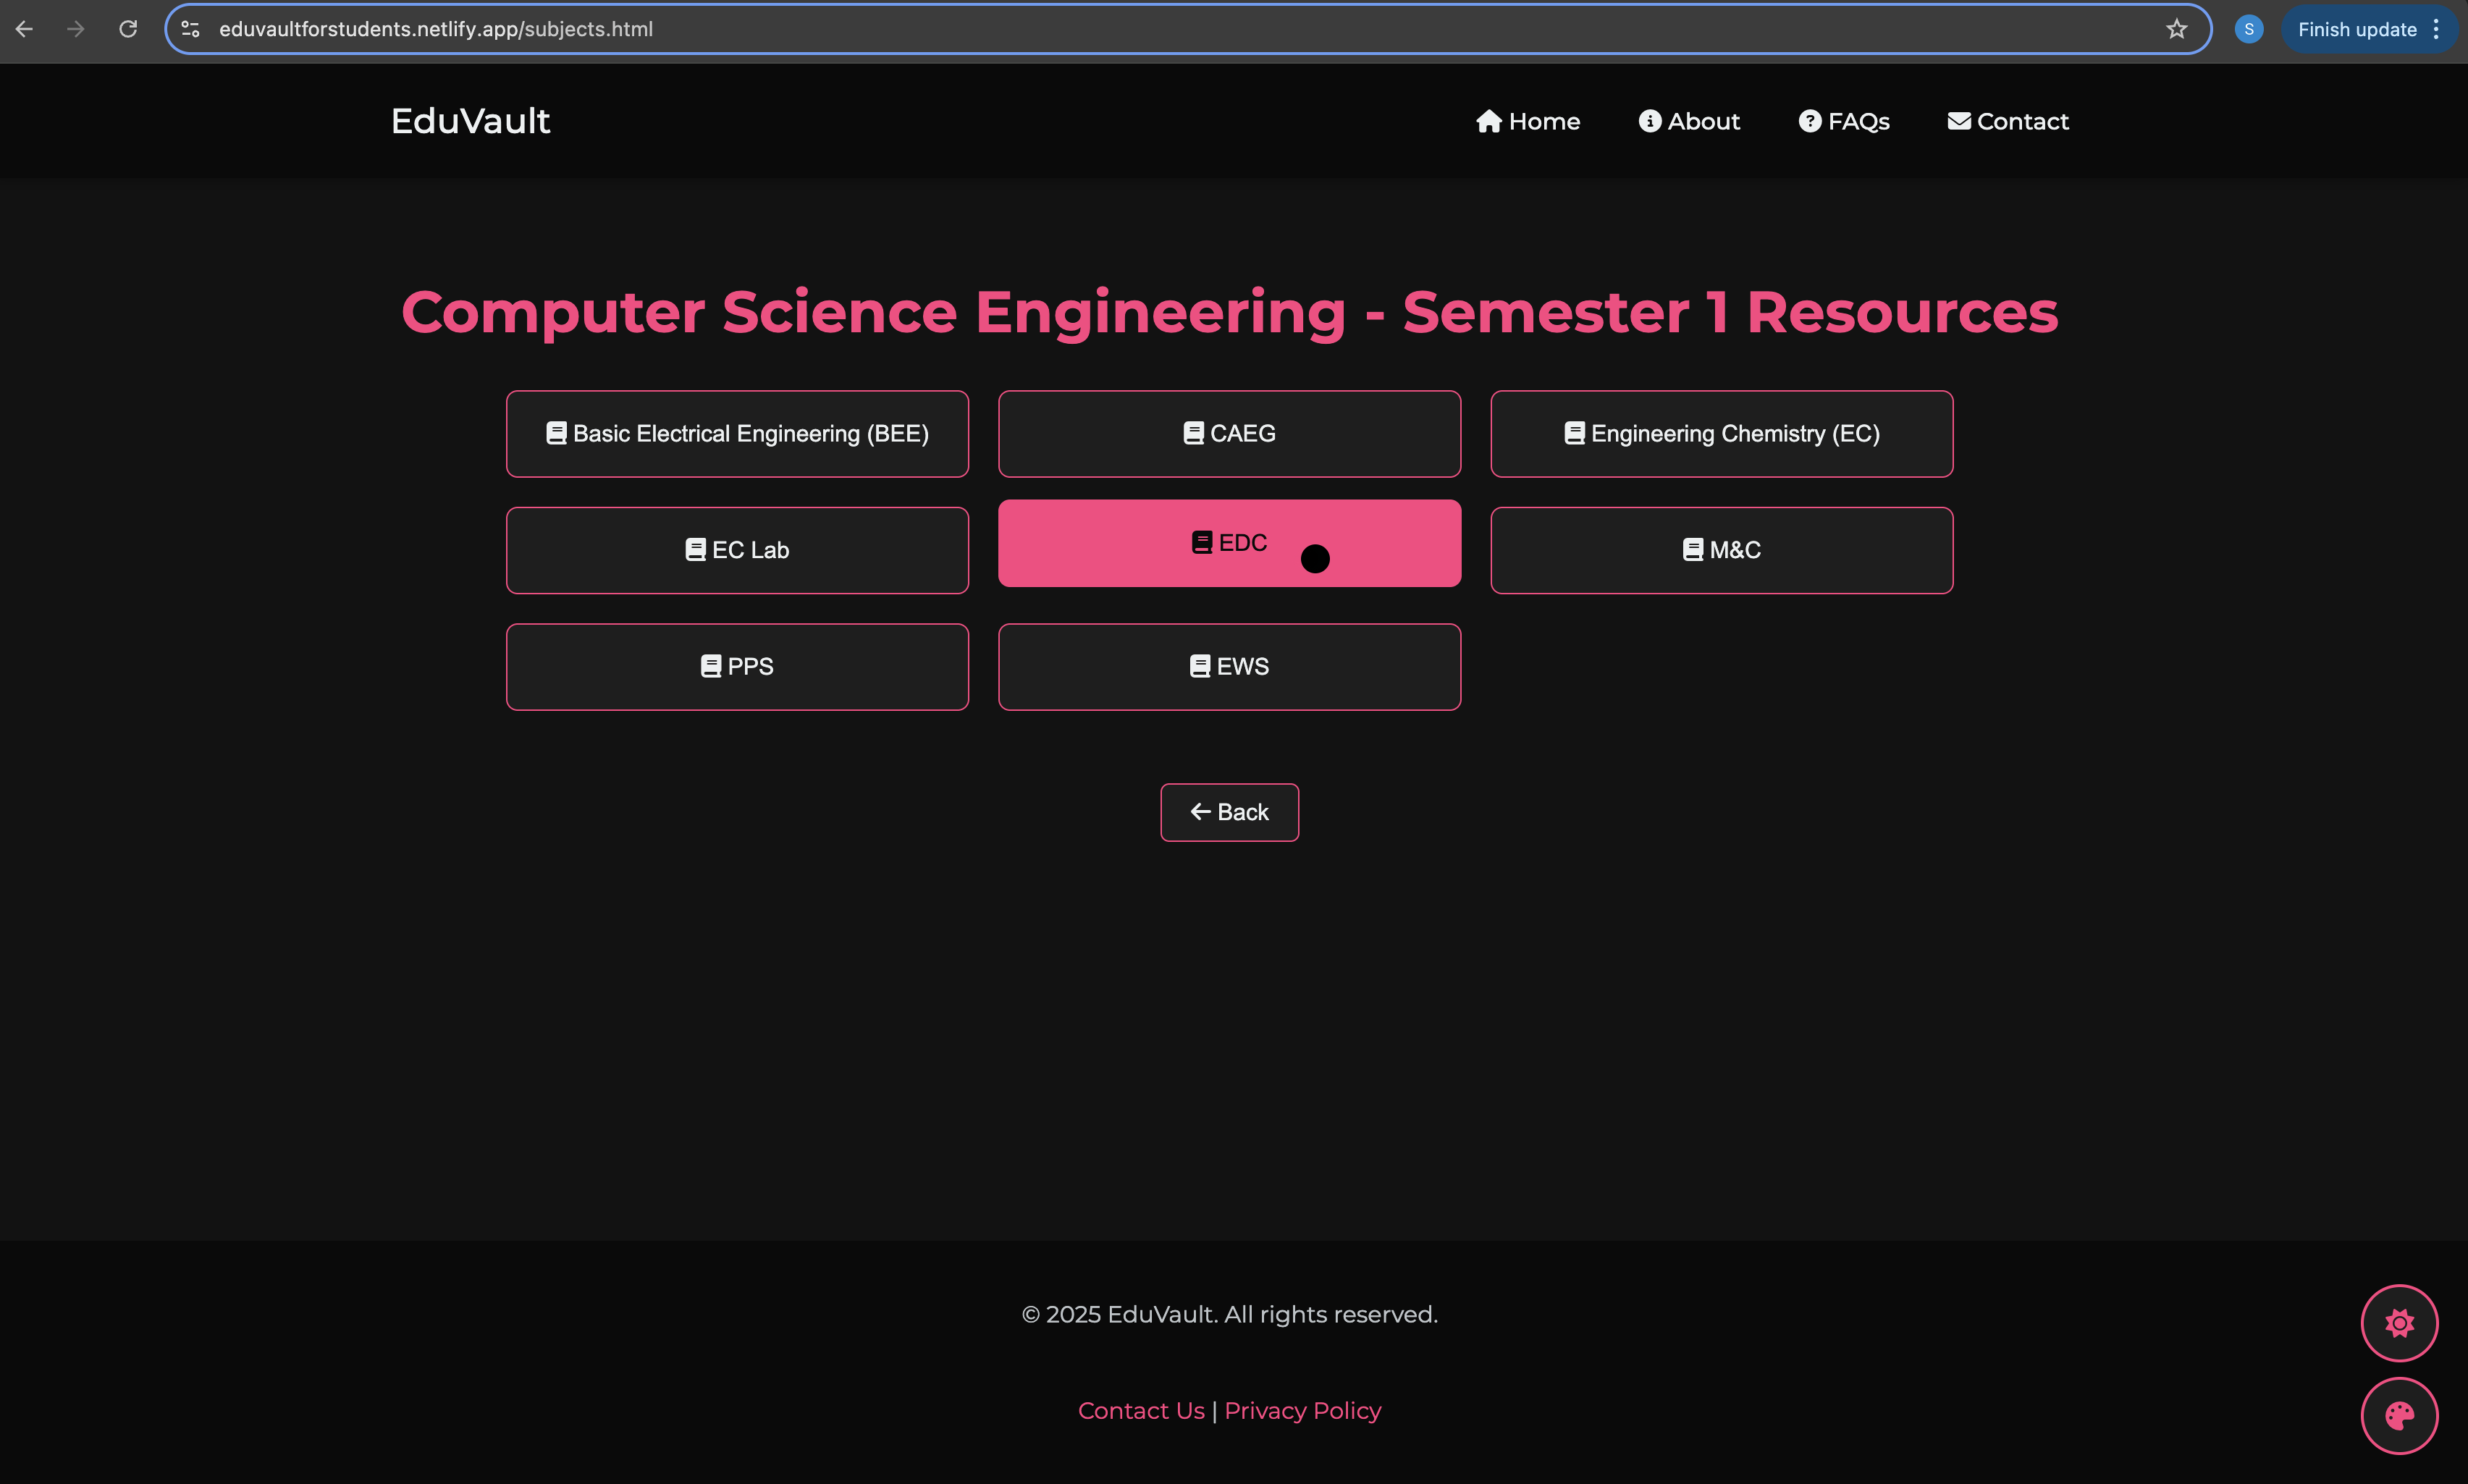 eduvaultforstudents.netlify.app/subjects.html
S
Finish update
EduVault
Home
About
FAQs
Contact
Computer Science Engineering - Semester 1 Resources
Basic Electrical Engineering (BEE)
CAEG
Engineering Chemistry (EC)
EC Lab
EDC
M&C
PPS
EWS
Back
© 2025 EduVault. All rights reserved.
Contact Us | Privacy Policy